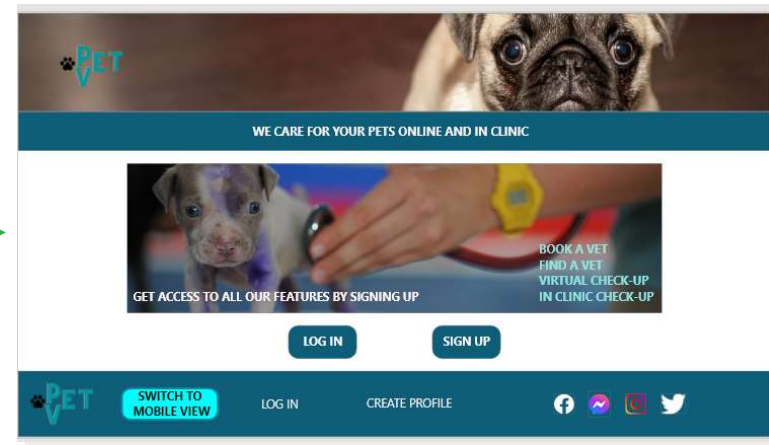 PET
V
WE CARE FOR YOUR PETS ONLINE AND IN CLINIC
BOOK A VET
FIND A VET
VIRTUAL CHECK-UP
IN CLINIC CHECK-UP
GET ACCESS TO ALL OUR FEATURES BY SIGNING UP
LOG IN
SIGN UP
PET
V
SWITCH TO
MOBILE VIEW
LOG IN
CREATE PROFILE